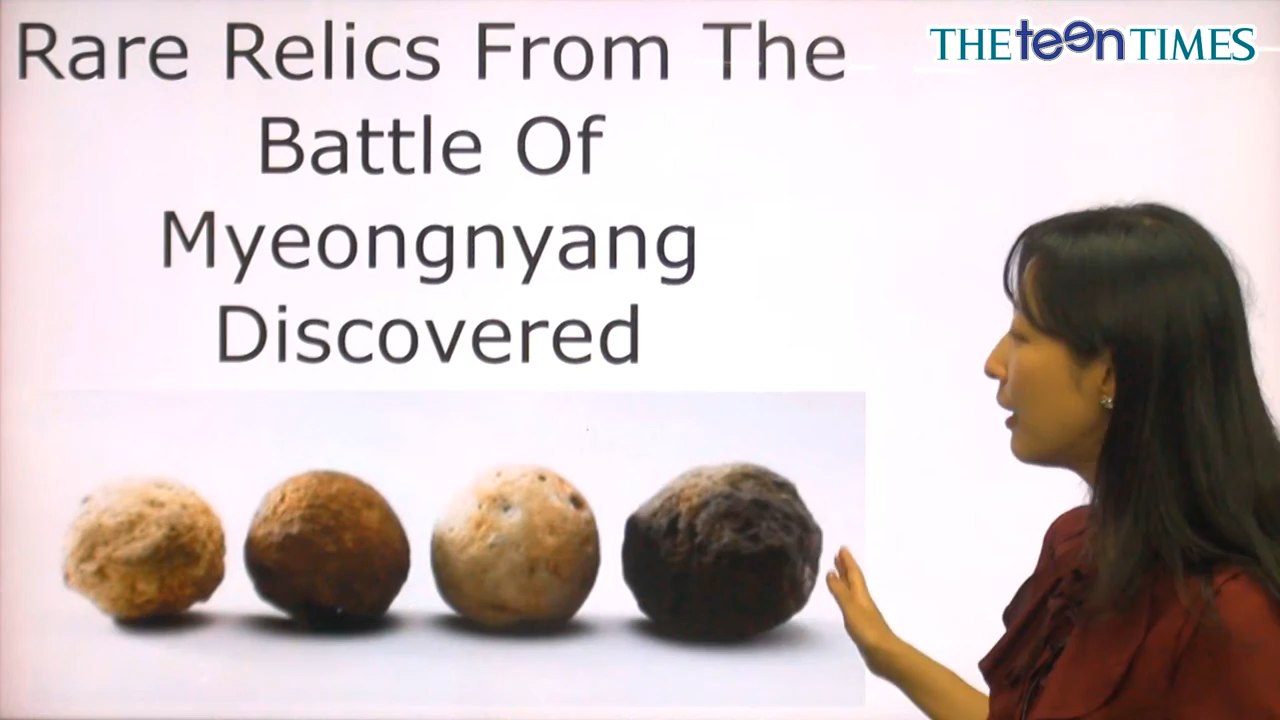 Rare Relics From The
Battle Of
Myeongnyang
Discovered
THE teen TIMES